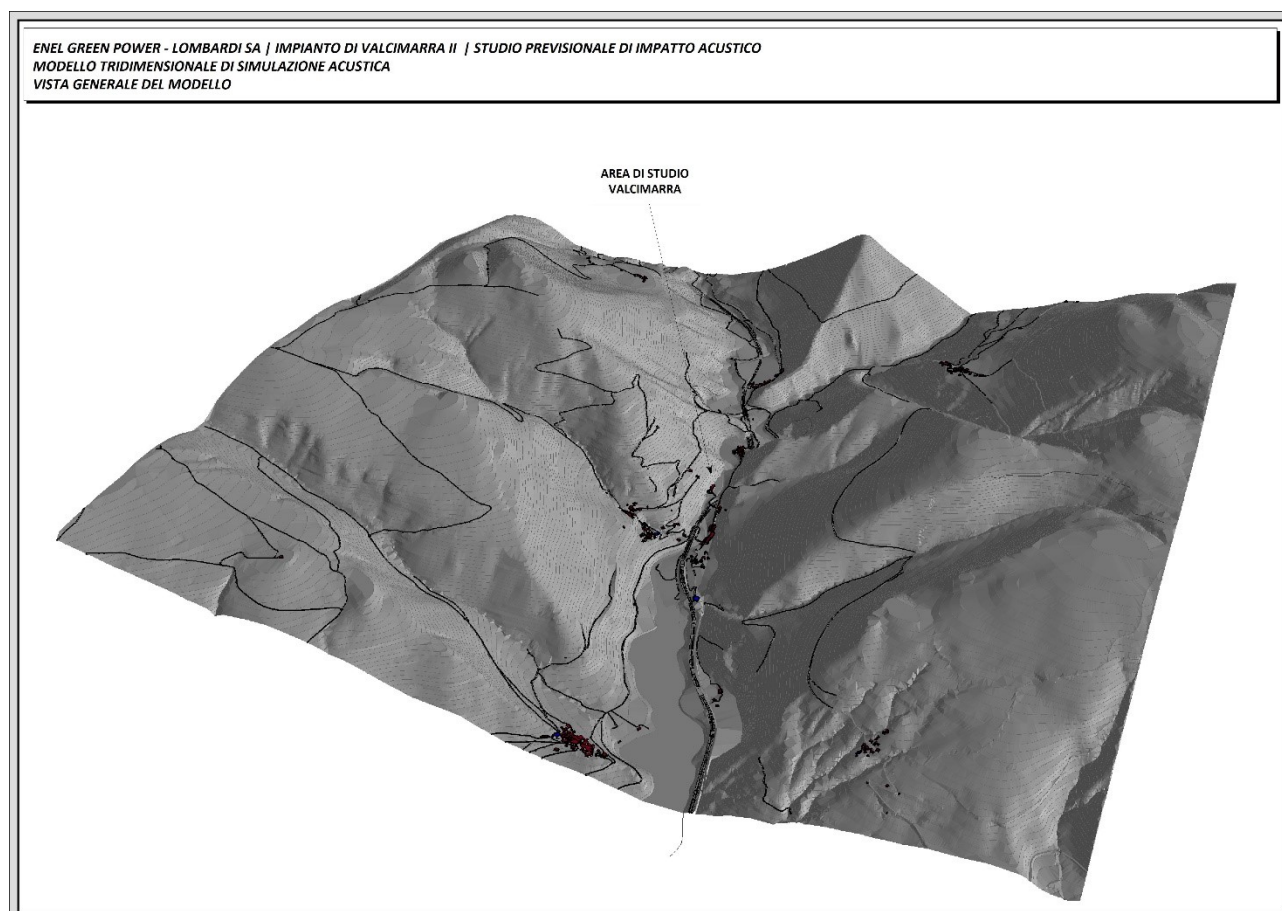 ENEL GREEN POWER - LOMBARDI SA | IMPIANTO DI VALCIMARRA II | STUDIO PREVISIONALE DI IMPATTO ACUSTICO
MODELLO TRIDIMENSIONALE DI SIMULAZIONE ACUSTICA
VISTA GENERALE DEL MODELLO
AREA DI STUDIO
VALCIMARRA